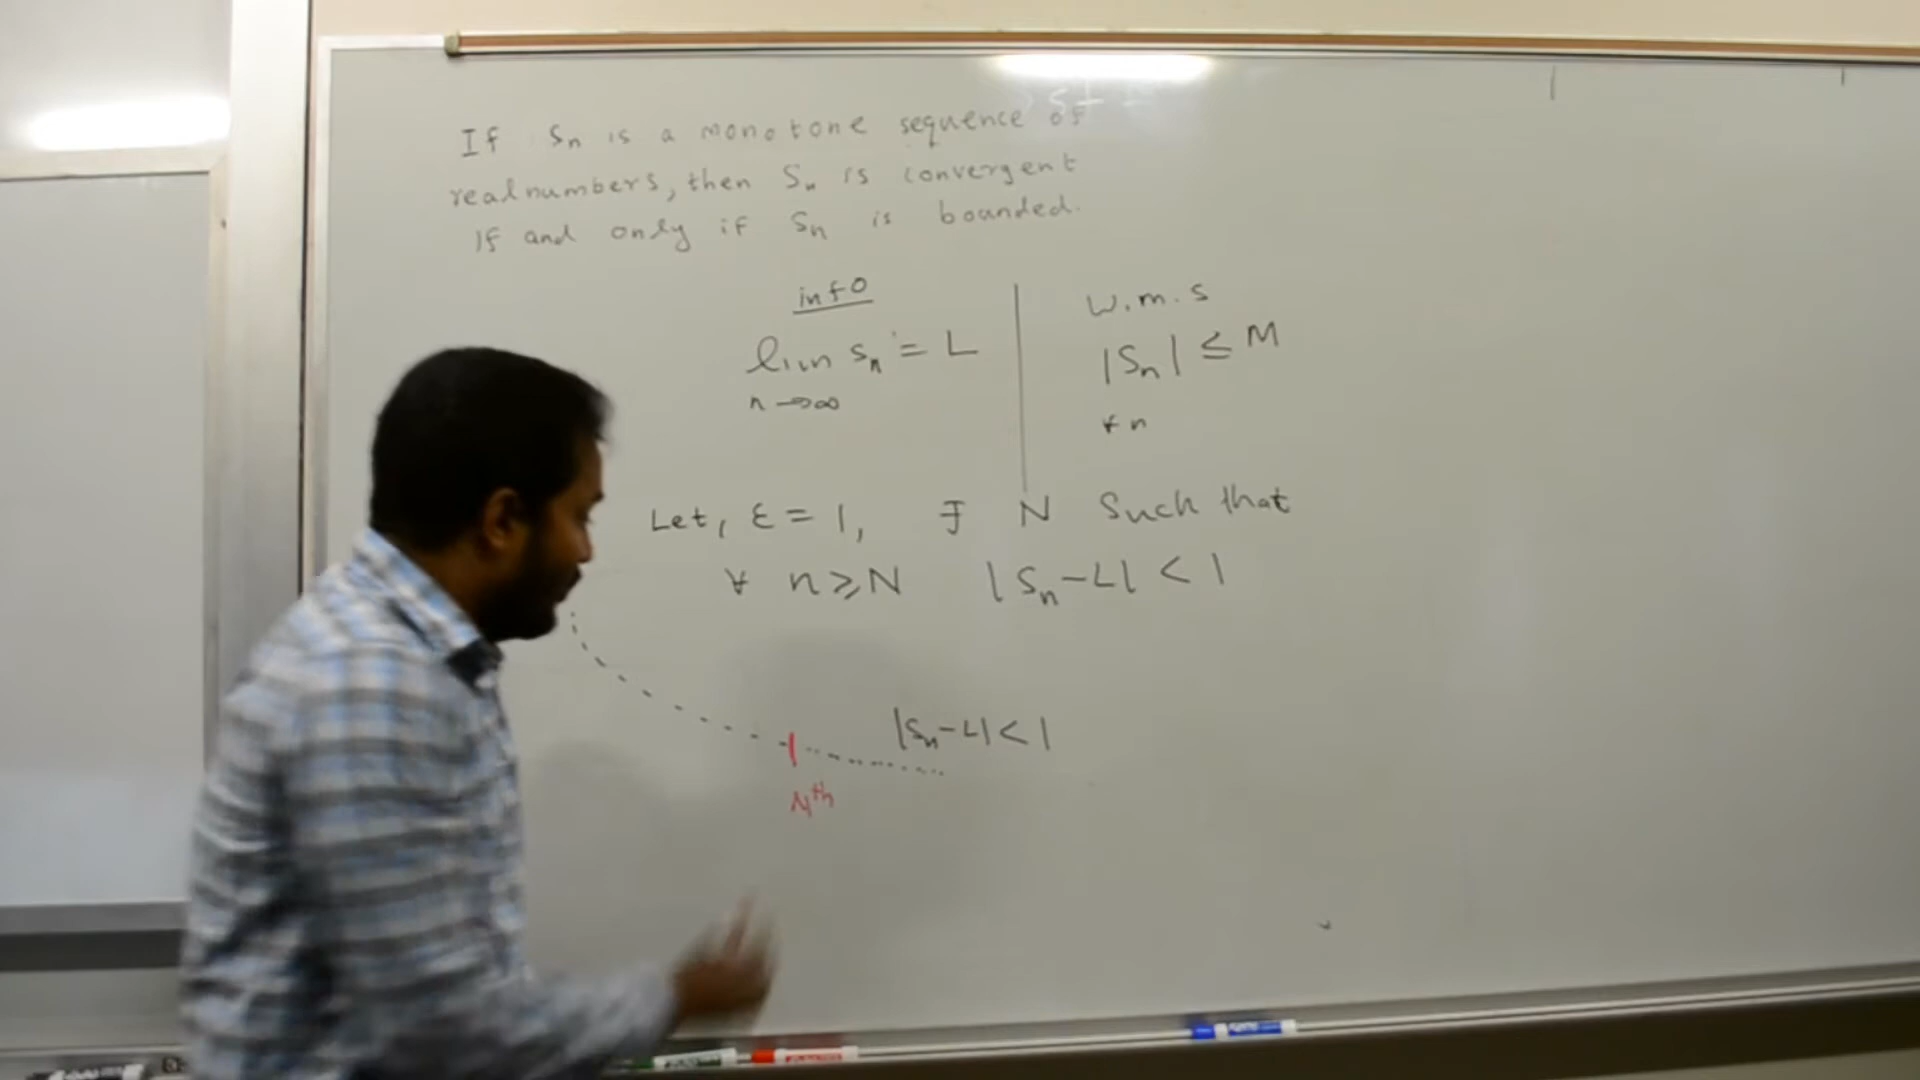 If Sn is a monotone sequence of
real numbers, then Sn is convergent
If and only if Sn is bounded.
info
lim Sn = L
n→∞
W.m.s
|Sn| ≤ M
∀ n
Let, ε = 1, ∃ N Such that
∀ n ≥ N |Sn - L| < 1
|Sn - L| < 1
Nth